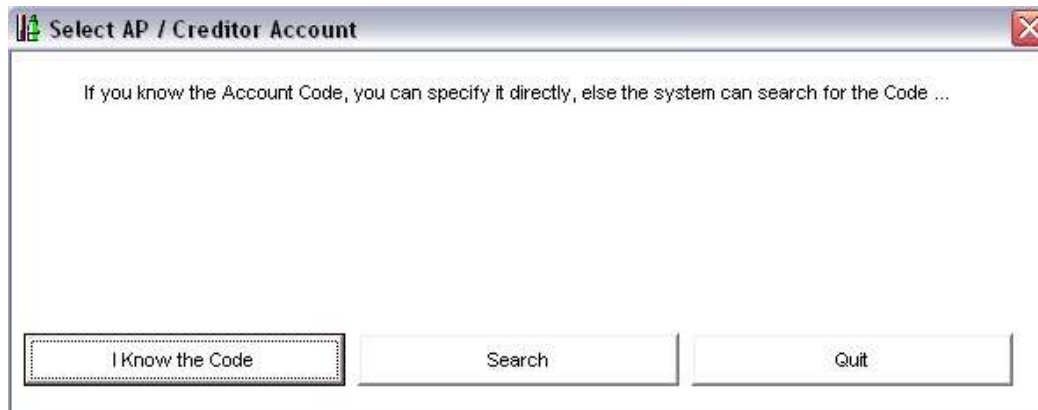 Select AP / Creditor Account
If you know the Account Code, you can specify it directly, else the system can search for the Code ...
I Know the Code
Search
Quit